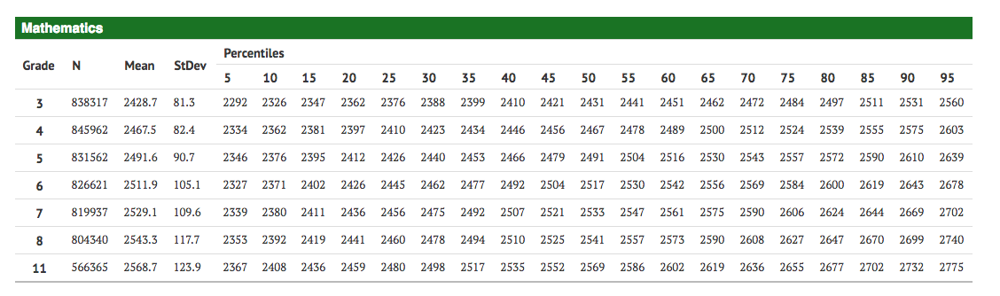 Mathematics
Percentiles
Grade N Mean StDev
5 10 15 20 25 30 35 40 45 50 55 60 65 70 75 80 85 90 95
3 838317 2428.7 81.3 2292 2326 2347 2362 2376 2388 2399 2410 2421 2431 2441 2451 2462 2472 2484 2497 2511 2531 2560
4 845962 2467.5 82.4 2334 2362 2381 2397 2410 2423 2434 2446 2456 2467 2478 2489 2500 2512 2524 2539 2555 2575 2603
5 831562 2491.6 90.7 2346 2376 2395 2412 2426 2440 2453 2466 2479 2491 2504 2516 2530 2543 2557 2572 2590 2610 2639
6 826621 2511.9 105.1 2327 2371 2402 2426 2445 2462 2477 2492 2504 2517 2530 2542 2556 2569 2584 2600 2619 2643 2678
7 819937 2529.1 109.6 2339 2380 2411 2436 2456 2475 2492 2507 2521 2533 2547 2561 2575 2590 2606 2624 2644 2669 2702
8 804340 2543.3 117.7 2353 2392 2419 2441 2460 2478 2494 2510 2525 2541 2557 2573 2590 2608 2627 2647 2670 2699 2740
11 566365 2568.7 123.9 2367 2408 2436 2459 2480 2498 2517 2535 2552 2569 2586 2602 2619 2636 2655 2677 2702 2732 2775